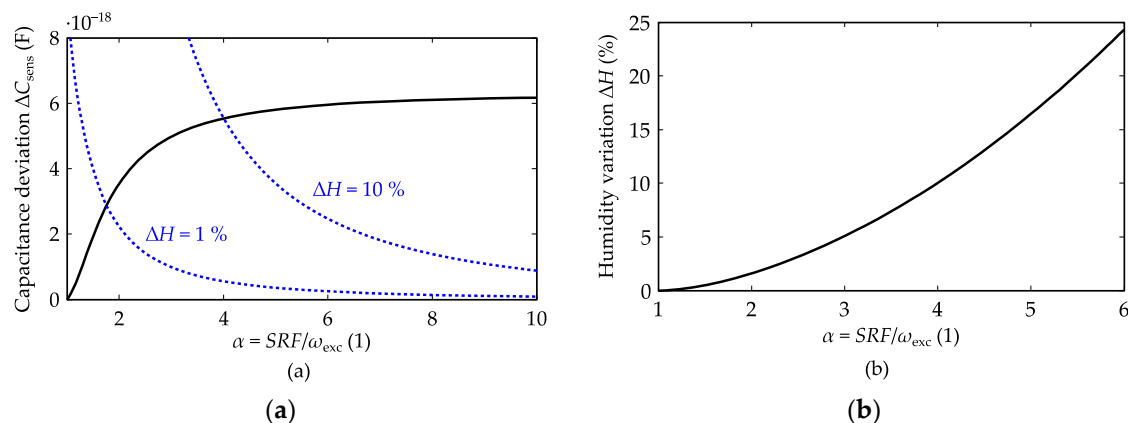 ·10⁻¹⁸
Capacitance deviation ΔC_sens (F)
8
6
4
2
0
ΔH = 10 %
ΔH = 1 %
2 4 6 8 10
α = SRF/ω_exc (1)
(a)
(a)
Humidity variation ΔH (%)
25
20
15
10
5
0
1 2 3 4 5 6
α = SRF/ω_exc (1)
(b)
(b)